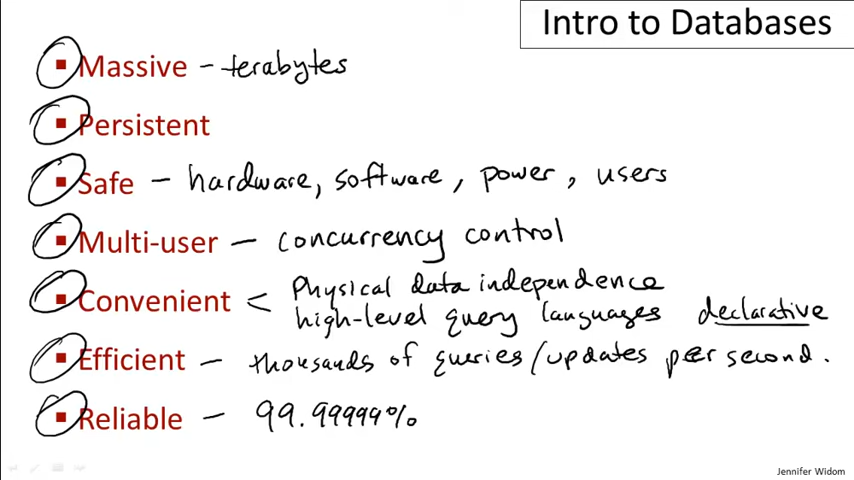 Intro to Databases
Massive - terabytes
Persistent
Safe - hardware, software, power, users
Multi-user - concurrency control
Convenient < Physical data independence
high-level query languages declarative
Efficient - thousands of queries/updates per second.
Reliable - 99.99999%
Jennifer Widom